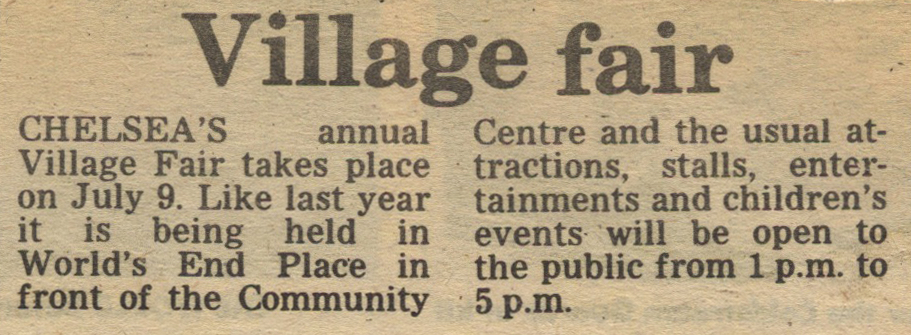 Village fair
CHELSEA'S annual
Village Fair takes place
on July 9. Like last year
it is being held in
World's End Place in
front of the Community
Centre and the usual at-
tractions, stalls, enter-
tainments and children's
events will be open to
the public from 1 p.m. to
5 p.m.